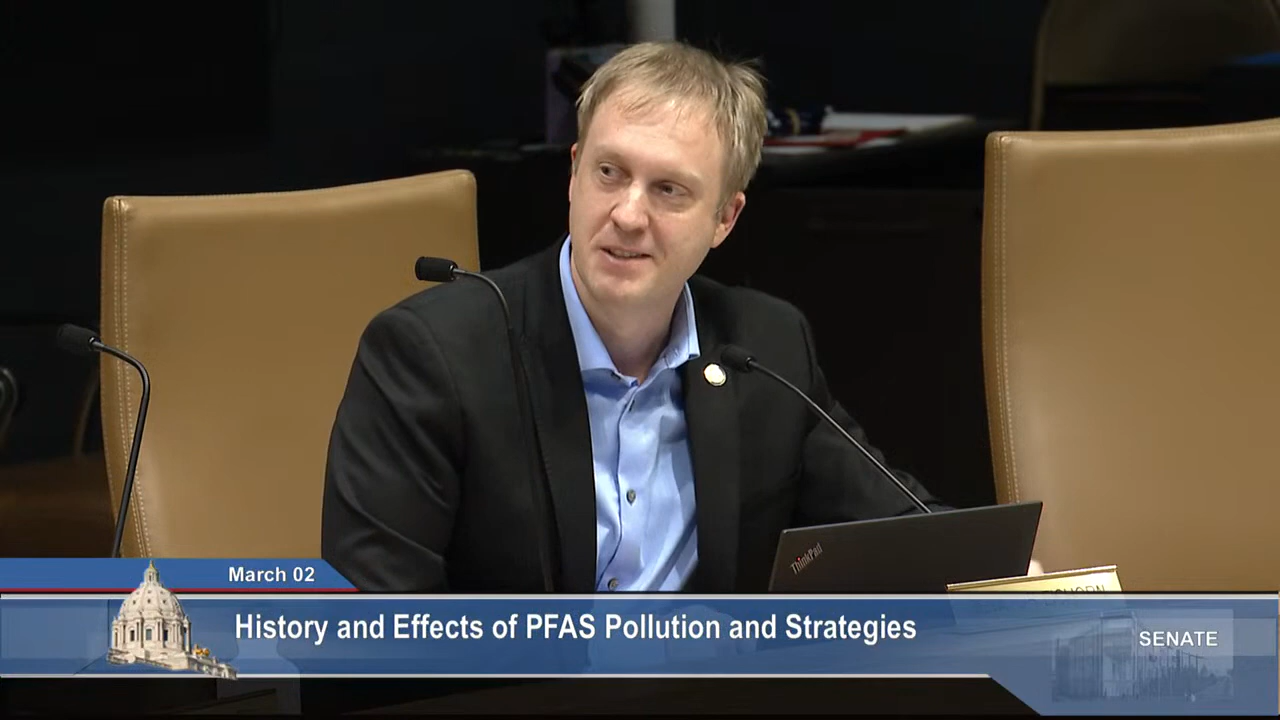 ThinkPad
March 02
History and Effects of PFAS Pollution and Strategies
SENATE